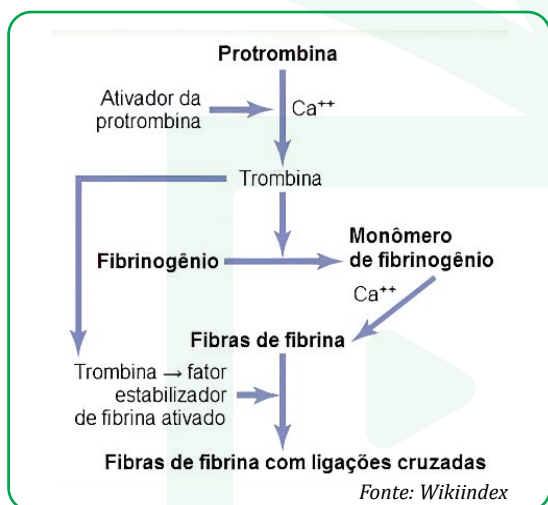 Protrombina
Ativador da
protrombina
Ca⁺⁺
Trombina
Fibrinogênio
Monômero
de fibrinogênio
Ca⁺⁺
Fibras de fibrina
Trombina → fator
estabilizador
de fibrina ativado
Fibras de fibrina com ligações cruzadas
Fonte: Wikiindex